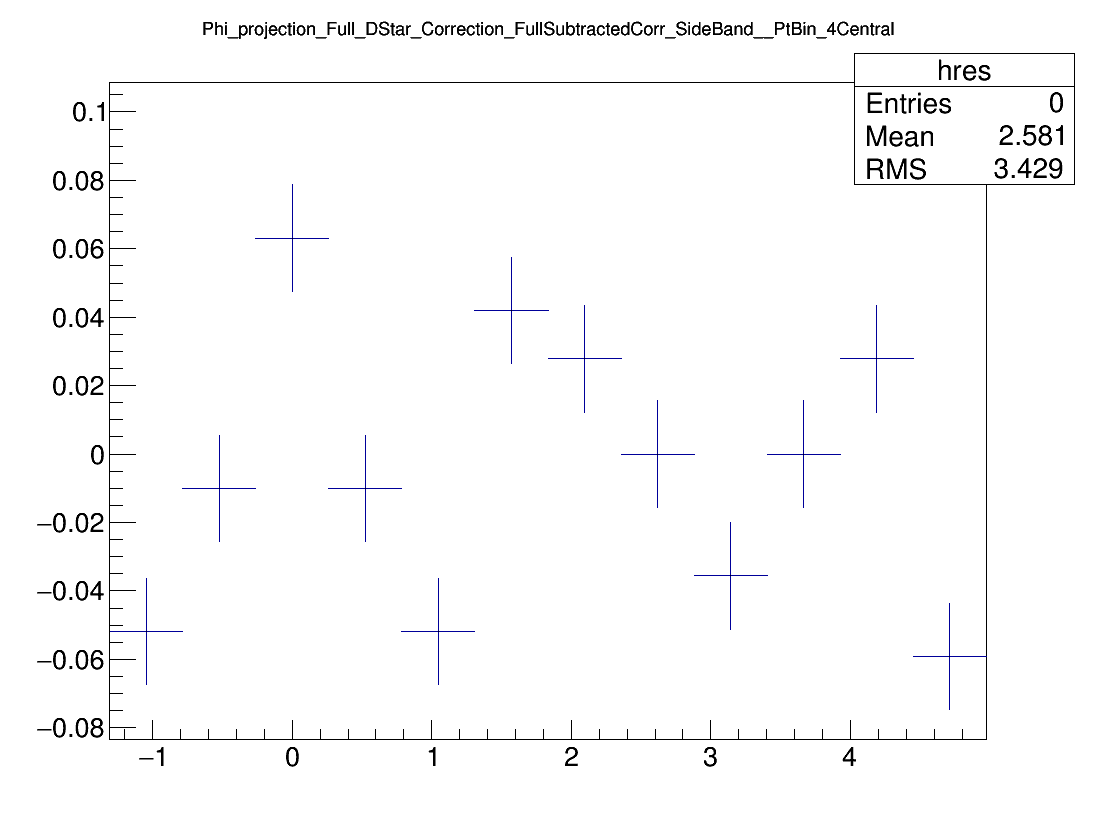 Phi_projection_Full_DStar_Correction_FullSubtractedCorr_SideBand__PtBin_4Central
hres
Entries 0
Mean 2.581
RMS 3.429
0.1
0.08
0.06
0.04
0.02
0
−0.02
−0.04
−0.06
−0.08
−1 0 1 2 3 4